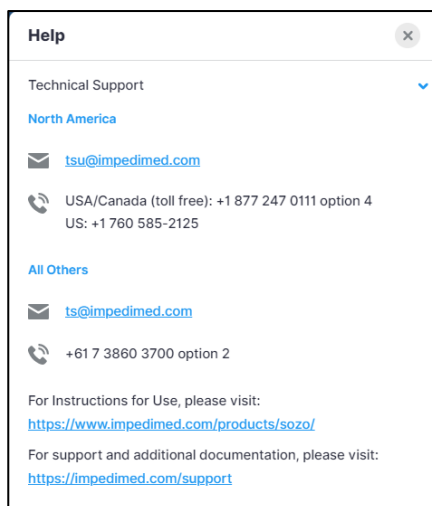 Help
Technical Support
North America
tsu@impedimed.com
USA/Canada (toll free): +1 877 247 0111 option 4
US: +1 760 585-2125
All Others
ts@impedimed.com
+61 7 3860 3700 option 2
For Instructions for Use, please visit:
https://www.impedimed.com/products/sozo/
For support and additional documentation, please visit:
https://impedimed.com/support